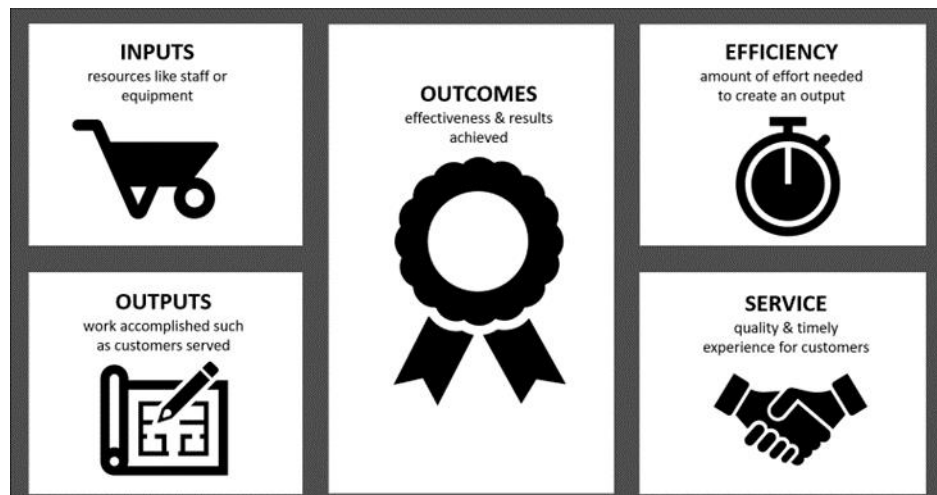 INPUTS
resources like staff or
equipment
OUTPUTS
work accomplished such
as customers served
OUTCOMES
effectiveness & results
achieved
EFFICIENCY
amount of effort needed
to create an output
SERVICE
quality & timely
experience for customers